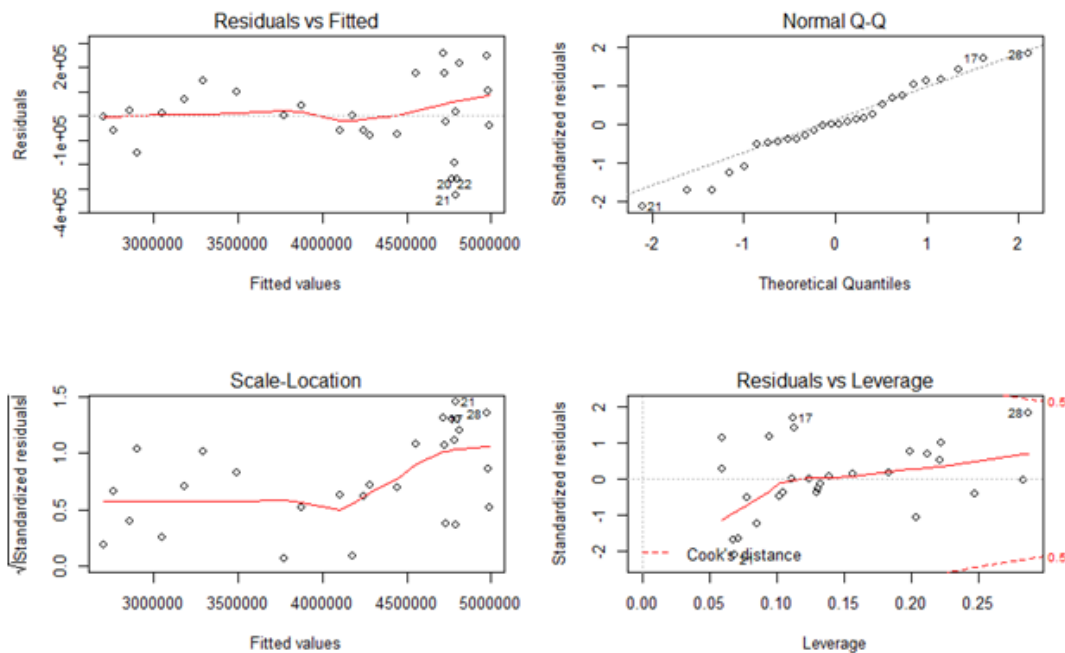 Residuals vs Fitted
Residuals
2e+05
-1e+05
-4e+05
20
22
21
3000000 3500000 4000000 4500000 5000000
Fitted values
Normal Q-Q
Standardized residuals
2
1
0
-1
-2
17
28
21
-2 -1 0 1 2
Theoretical Quantiles
Scale-Location
√|Standardized residuals|
1.5
1.0
0.5
0.0
21
28
3000000 3500000 4000000 4500000 5000000
Fitted values
Residuals vs Leverage
Standardized residuals
2
1
0
-1
-2
17
28
21
0.5
0.5
Cook's distance
0.00 0.05 0.10 0.15 0.20 0.25
Leverage